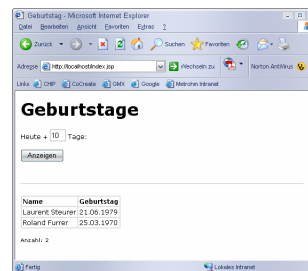 Geburtstag - Microsoft Internet Explorer
Datei Bearbeiten Ansicht Favoriten Extras ?
Zurück Suchen Favoriten
Adresse http://localhost/index.jsp Wechseln zu Norton AntiVirus
Links CHIP CoCreate GMX Google Metrohm Intranet
Geburtstage
Heute + 10 Tage:
Anzeigen
Name Geburtstag
Laurent Steurer 21.06.1979
Roland Furrer 25.03.1970
Anzahl: 2
Fertig Lokales Intranet